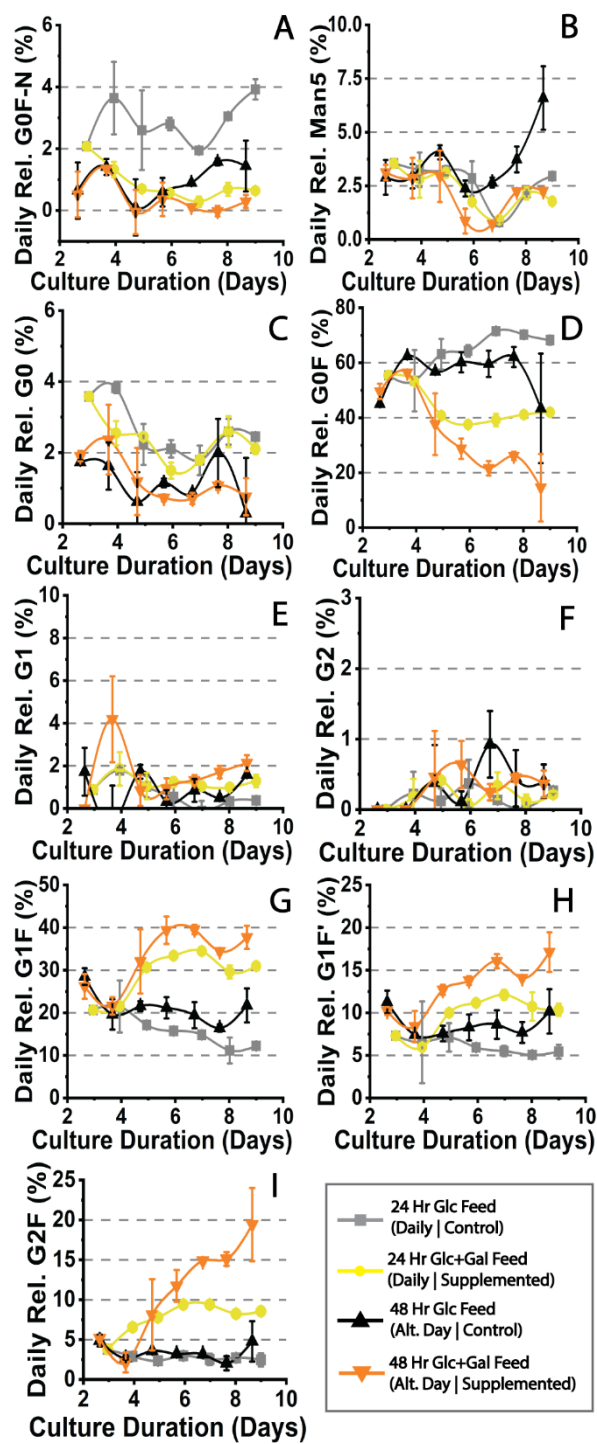 A
Daily Rel. G0F-N (%)
6
4
2
0
2 4 6 8 10
Culture Duration (Days)
B
Daily Rel. Man5 (%)
10.0
7.5
5.0
2.5
0.0
2 4 6 8 10
Culture Duration (Days)
C
Daily Rel. G0 (%)
6
4
2
0
2 4 6 8 10
Culture Duration (Days)
D
Daily Rel. G0F (%)
80
60
40
20
0
2 4 6 8 10
Culture Duration (Days)
E
Daily Rel. G1 (%)
10
8
6
4
2
0
2 4 6 8 10
Culture Duration (Days)
F
Daily Rel. G2 (%)
3
2
1
0
2 4 6 8 10
Culture Duration (Days)
G
Daily Rel. G1F (%)
50
40
30
20
10
0
2 4 6 8 10
Culture Duration (Days)
H
Daily Rel. G1F' (%)
25
20
15
10
5
0
2 4 6 8 10
Culture Duration (Days)
I
Daily Rel. G2F (%)
25
20
15
10
5
0
2 4 6 8 10
Culture Duration (Days)
24 Hr Glc Feed
(Daily | Control)
24 Hr Glc+Gal Feed
(Daily | Supplemented)
48 Hr Glc Feed
(Alt. Day | Control)
48 Hr Glc+Gal Feed
(Alt. Day | Supplemented)